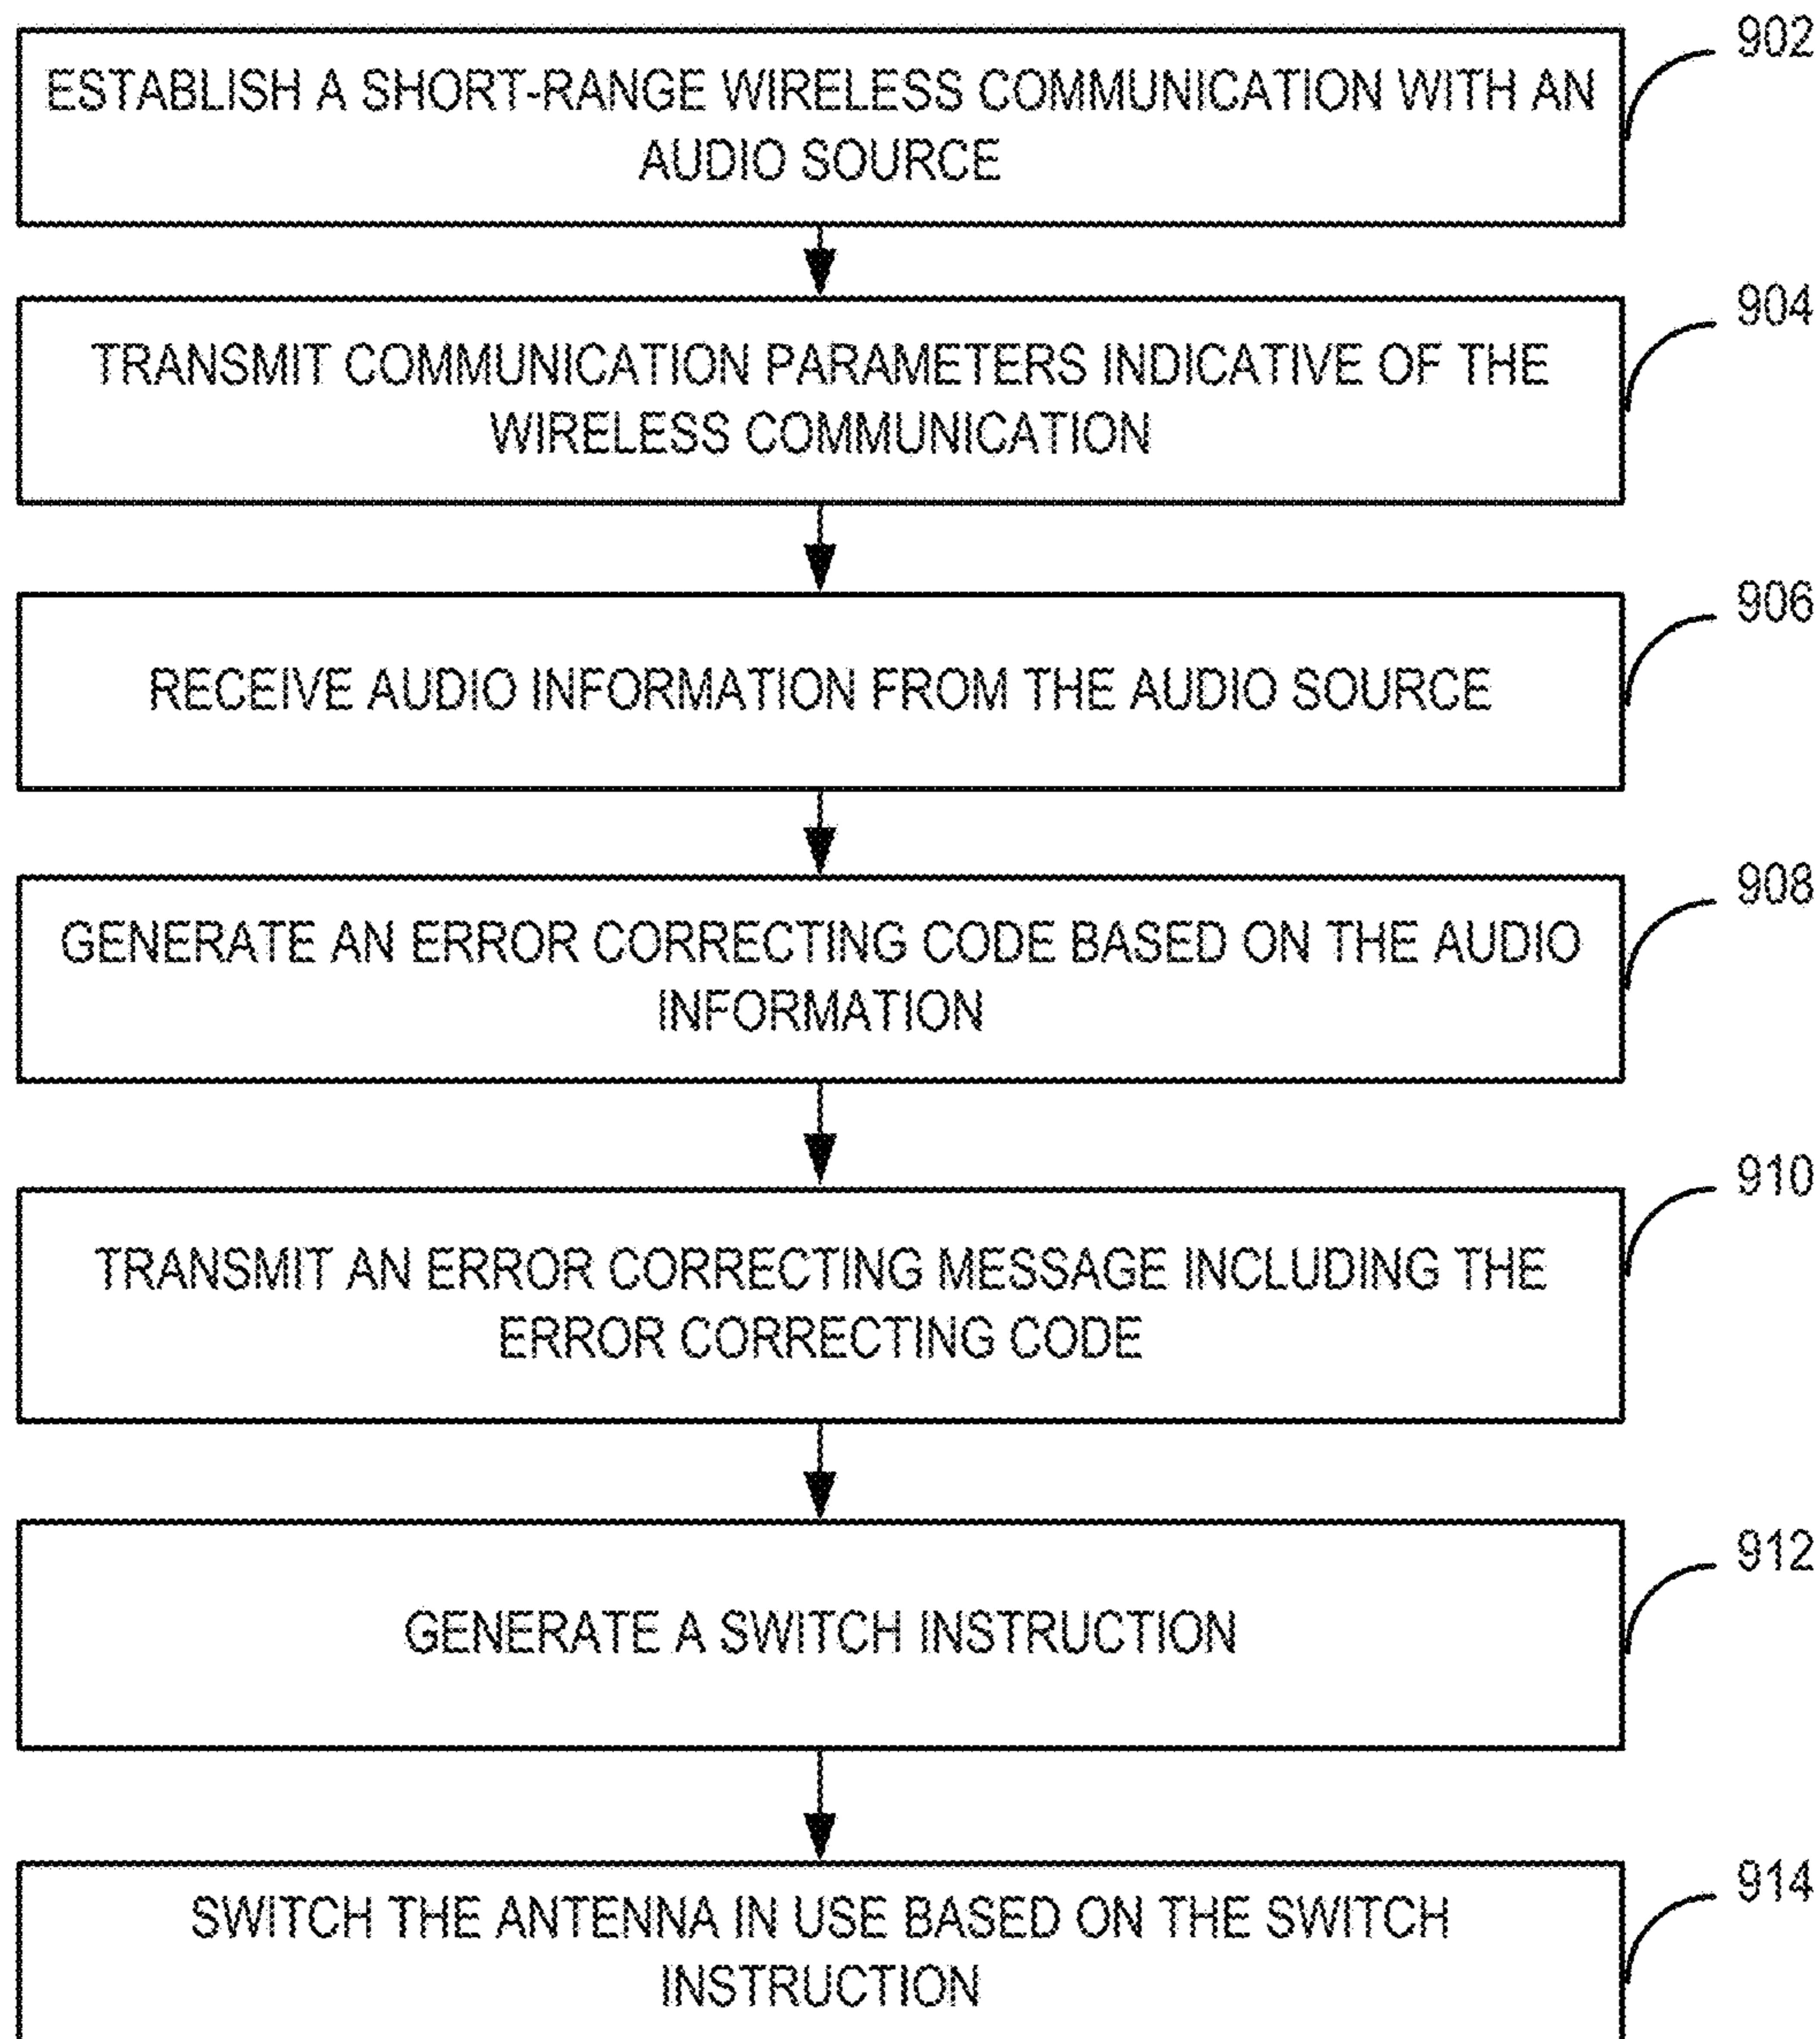 902
ESTABLISH A SHORT-RANGE WIRELESS COMMUNICATION WITH AN
AUDIO SOURCE
904
TRANSMIT COMMUNICATION PARAMETERS INDICATIVE OF THE
WIRELESS COMMUNICATION
906
RECEIVE AUDIO INFORMATION FROM THE AUDIO SOURCE
908
GENERATE AN ERROR CORRECTING CODE BASED ON THE AUDIO
INFORMATION
910
TRANSMIT AN ERROR CORRECTING MESSAGE INCLUDING THE
ERROR CORRECTING CODE
912
GENERATE A SWITCH INSTRUCTION
914
SWITCH THE ANTENNA IN USE BASED ON THE SWITCH
INSTRUCTION